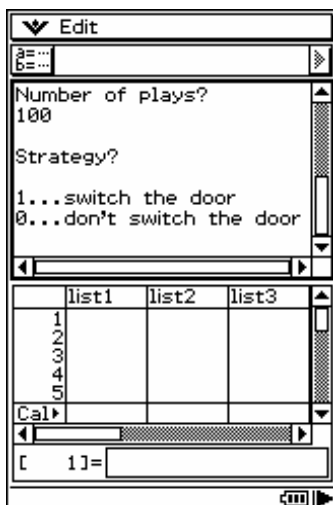 Edit
a=...
b=...
Number of plays?
100
Strategy?
1...switch the door
0...don't switch the door
list1 list2 list3
1
2
3
4
5
Cal
[ 1]=